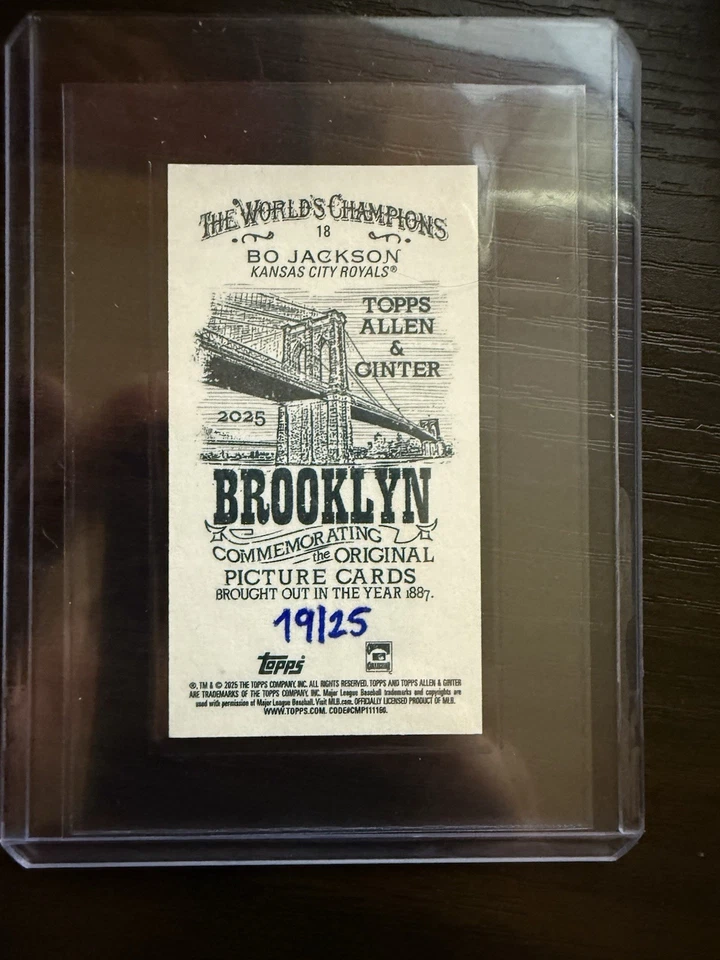 THE WORLD'S CHAMPIONS
18
BO JACKSON
KANSAS CITY ROYALS®
TOPPS
ALLEN
&
GINTER
2025
BROOKLYN
COMMEMORATING
the ORIGINAL
PICTURE CARDS
BROUGHT OUT IN THE YEAR 1887.
19/25
topps
®, TM & © 2025 THE TOPPS COMPANY, INC. ALL RIGHTS RESERVED. TOPPS AND TOPPS ALLEN & GINTER
ARE TRADEMARKS OF THE TOPPS COMPANY, INC. Major League Baseball trademarks and copyrights are
used with permission of Major League Baseball. Visit MLB.com. OFFICIALLY LICENSED PRODUCT OF MLB.
WWW.TOPPS.COM. CODE#CMP111160.